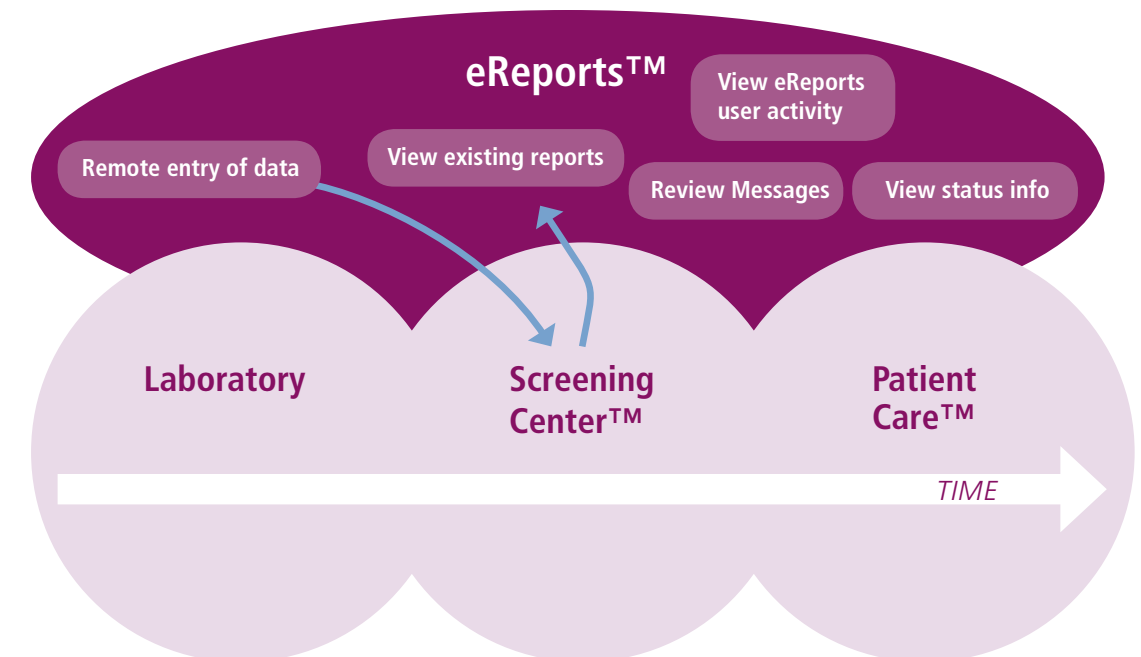 eReports™
View eReports
user activity
Remote entry of data
View existing reports
Review Messages
View status info
Laboratory
Screening
Center™
Patient
Care™
TIME